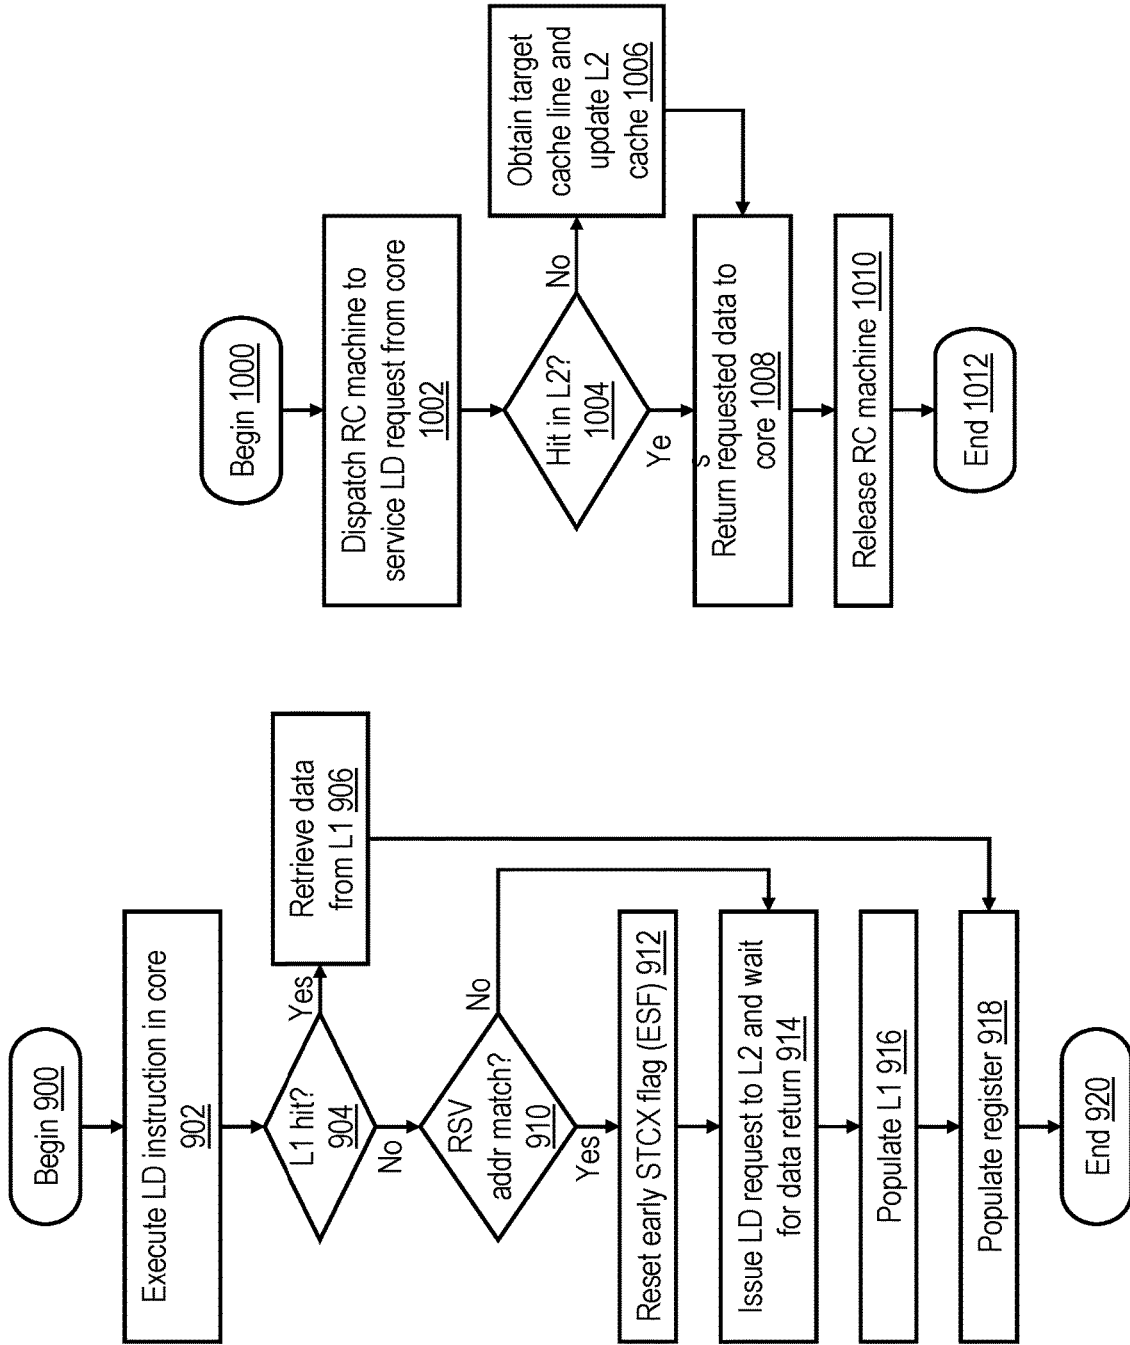 Begin 900
Execute LD instruction in core
902
L1 hit?
904
Yes
No
Retrieve data
from L1 906
RSV
addr match?
910
No
Yes
Reset early STCX flag (ESF) 912
Issue LD request to L2 and wait
for data return 914
Populate L1 916
Populate register 918
End 920
Begin 1000
Dispatch RC machine to
service LD request from core
1002
Hit in L2?
1004
No
Ye
s
Obtain target
cache line and
update L2
cache 1006
Return requested data to
core 1008
Release RC machine 1010
End 1012